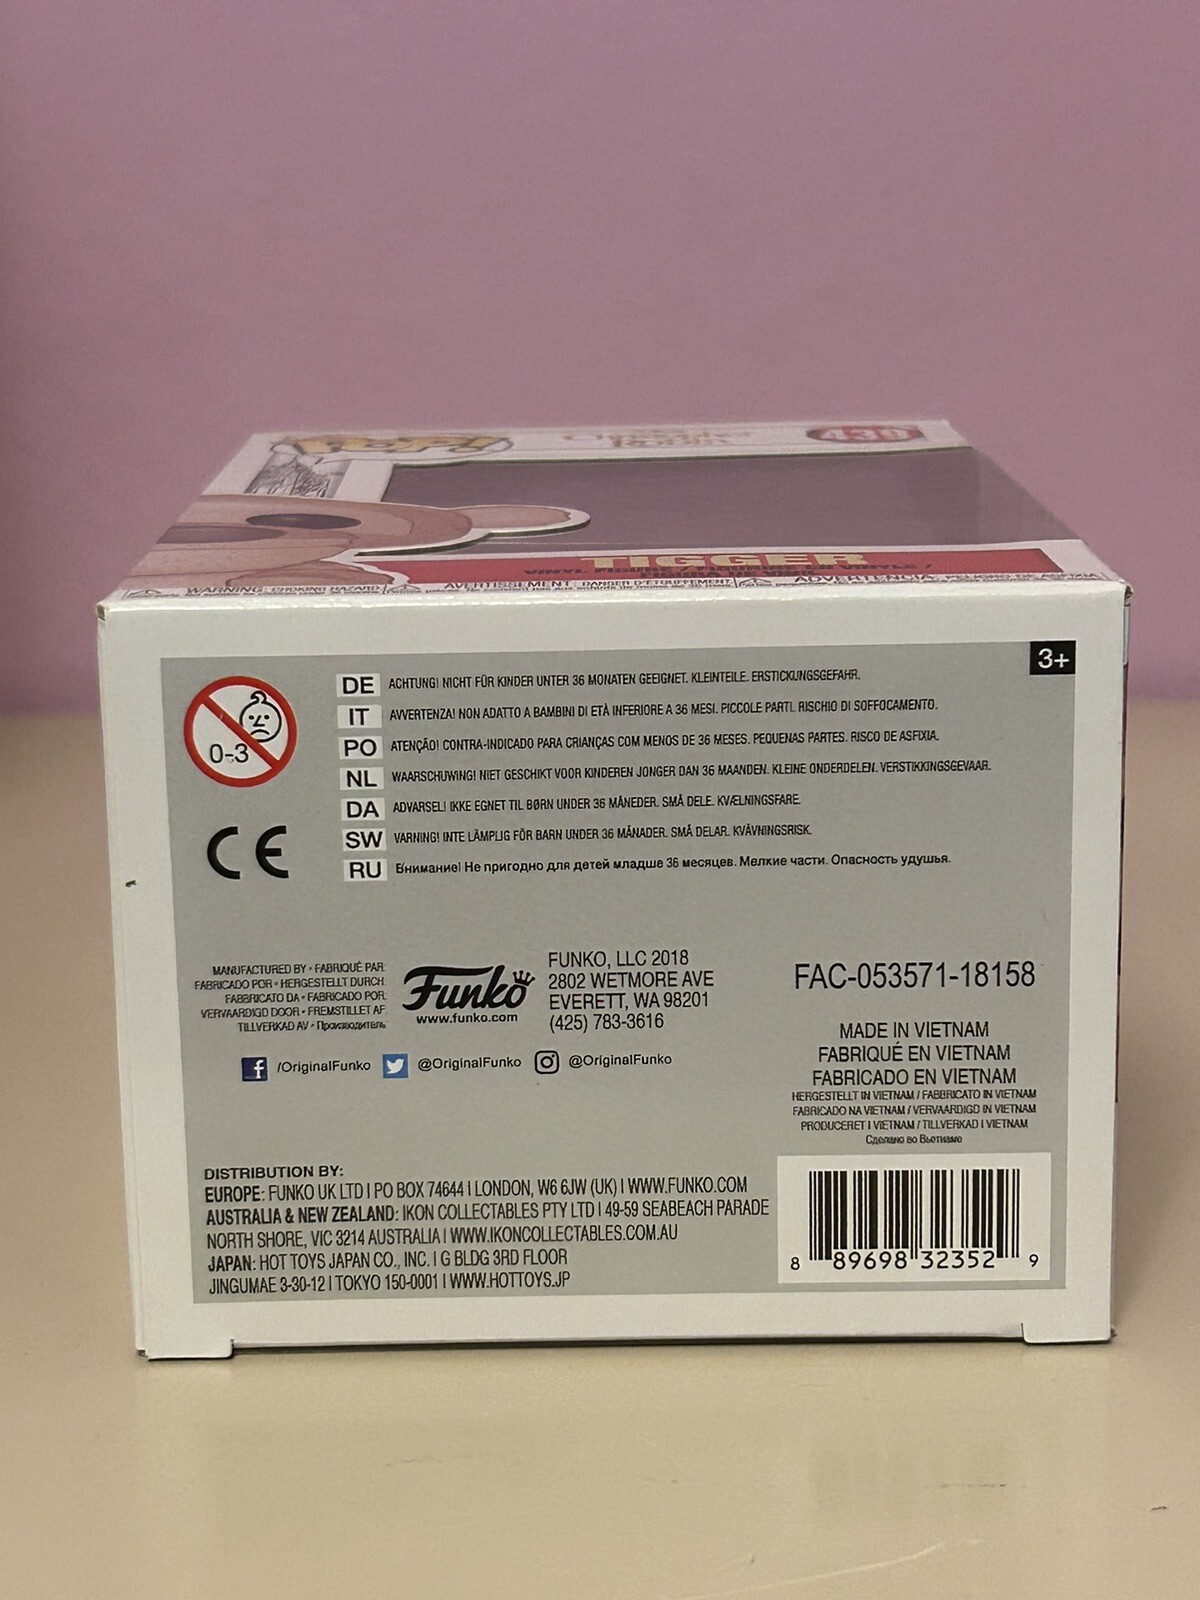 POP!
Christopher
Robin
439
TIGGER
VINYL FIGURE
WARNING: CHOKING HAZARD
AVERTISSEMENT: DANGER D'ÉTOUFFEMENT
ADVERTENCIA: PELIGRO DE ASFIXIA
3+
0-3
DE ACHTUNG! NICHT FÜR KINDER UNTER 36 MONATEN GEEIGNET. KLEINTEILE. ERSTICKUNGSGEFAHR.
IT AVVERTENZA! NON ADATTO A BAMBINI DI ETÀ INFERIORE A 36 MESI. PICCOLE PARTI. RISCHIO DI SOFFOCAMENTO.
PO ATENÇÃO! CONTRA-INDICADO PARA CRIANÇAS COM MENOS DE 36 MESES. PEQUENAS PARTES. RISCO DE ASFIXIA.
NL WAARSCHUWING! NIET GESCHIKT VOOR KINDEREN JONGER DAN 36 MAANDEN. KLEINE ONDERDELEN. VERSTIKKINGSGEVAAR.
DA ADVARSEL! IKKE EGNET TIL BØRN UNDER 36 MÅNEDER. SMÅ DELE. KVÆLNINGSFARE.
SW VARNING! INTE LÄMPLIG FÖR BARN UNDER 36 MÅNADER. SMÅ DELAR. KVÄVNINGSRISK.
RU Внимание! Не пригодно для детей младше 36 месяцев. Мелкие части. Опасность удушья.
CE
MANUFACTURED BY • FABRIQUÉ PAR:
FABRICADO POR • HERGESTELLT DURCH:
FABBRICATO DA • FABRICADO POR:
VERVAARDIGD DOOR • FREMSTILLET AF:
TILLVERKAD AV • Производитель
Funko
www.funko.com
FUNKO, LLC 2018
2802 WETMORE AVE
EVERETT, WA 98201
(425) 783-3616
FAC-053571-18158
/OriginalFunko @OriginalFunko @OriginalFunko
MADE IN VIETNAM
FABRIQUÉ EN VIETNAM
FABRICADO EN VIETNAM
HERGESTELLT IN VIETNAM / FABBRICATO IN VIETNAM
FABRICADO NA VIETNAM / VERVAARDIGD IN VIETNAM
PRODUCERET I VIETNAM / TILLVERKAD I VIETNAM
Сделано во Вьетнаме
DISTRIBUTION BY:
EUROPE: FUNKO UK LTD I PO BOX 74644 I LONDON, W6 6JW (UK) I WWW.FUNKO.COM
AUSTRALIA & NEW ZEALAND: IKON COLLECTABLES PTY LTD I 49-59 SEABEACH PARADE
NORTH SHORE, VIC 3214 AUSTRALIA I WWW.IKONCOLLECTABLES.COM.AU
JAPAN: HOT TOYS JAPAN CO., INC. I G BLDG 3RD FLOOR
JINGUMAE 3-30-12 I TOKYO 150-0001 I WWW.HOTTOYS.JP
8 89698 32352 9